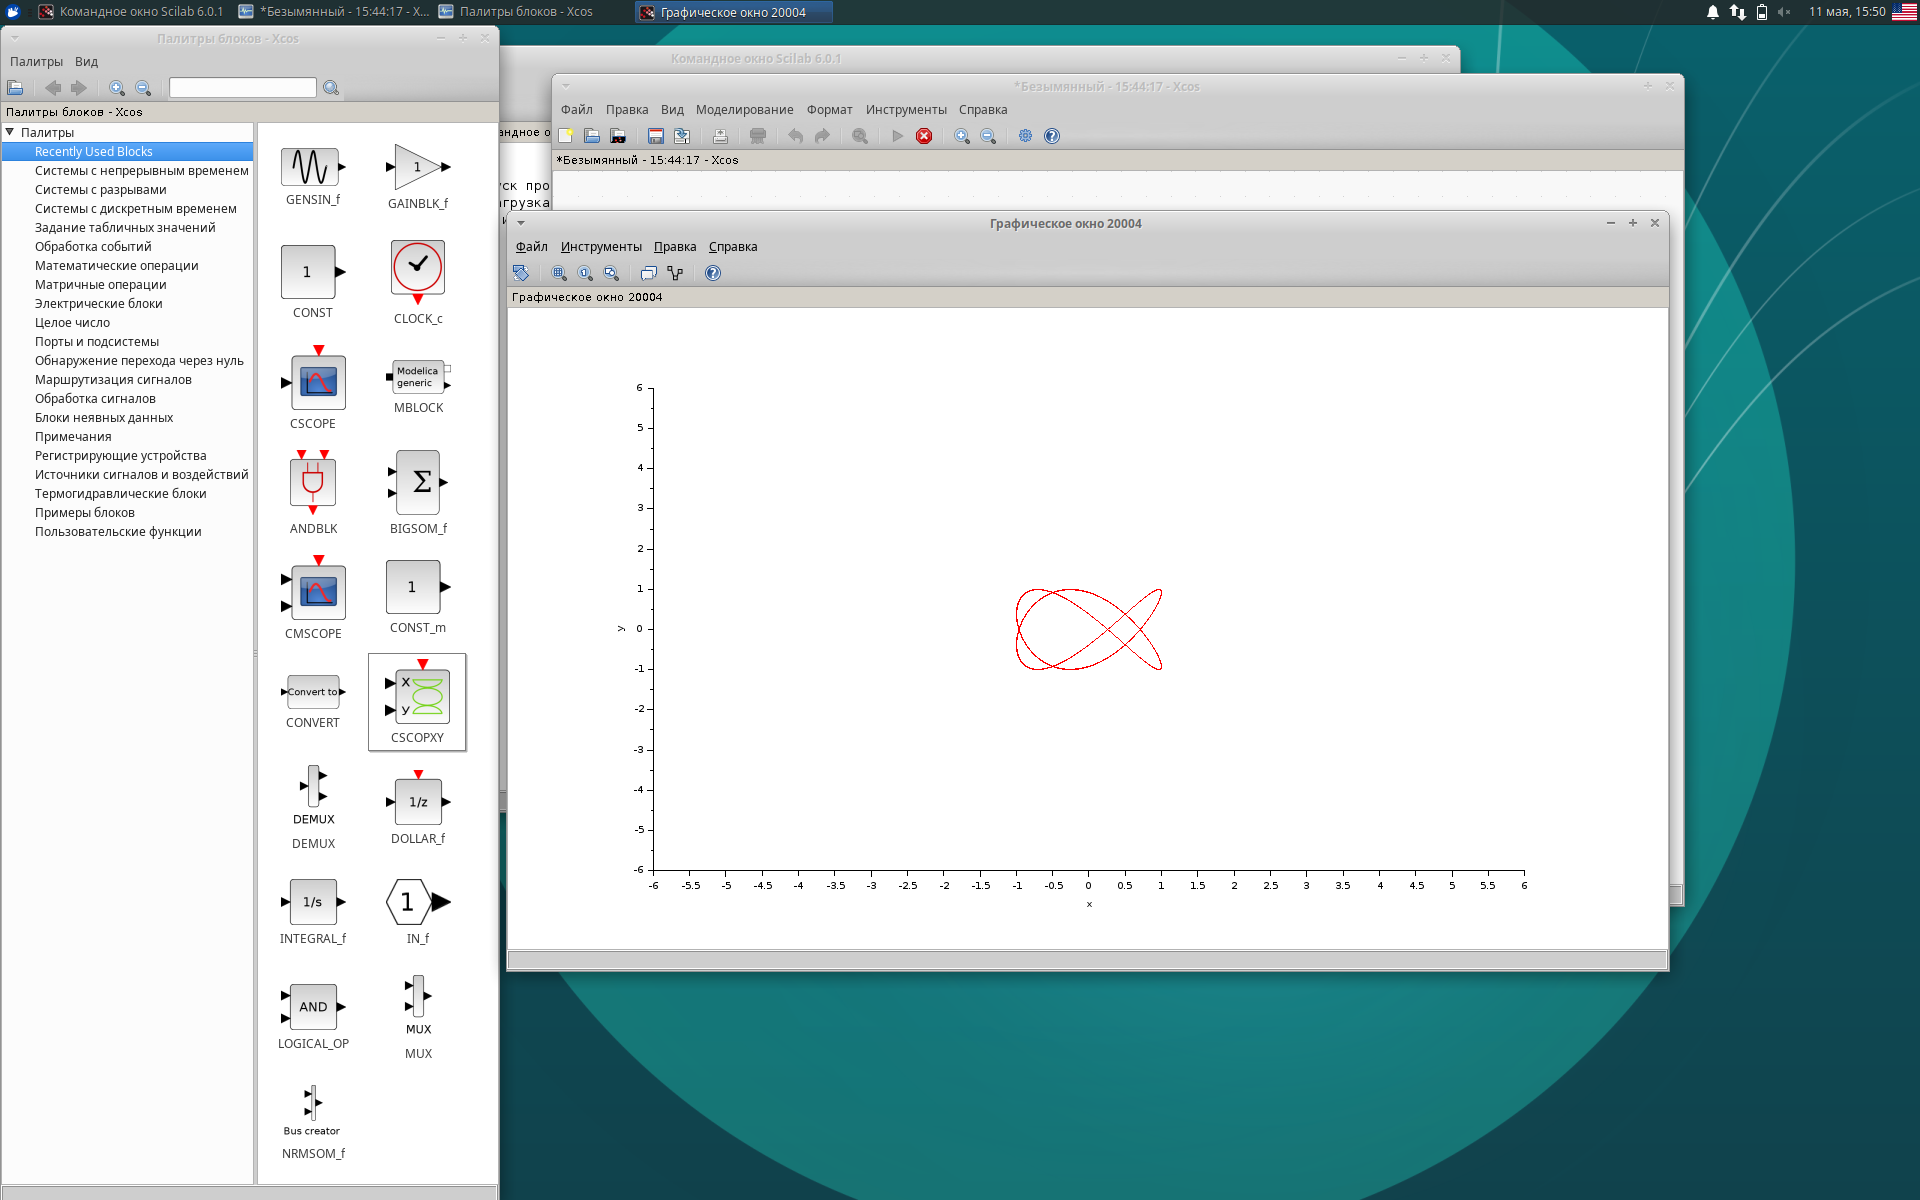 Командное окно Scilab 6.0.1
*Безымянный - 15:44:17 - X...
Палитры блоков - Xcos
Графическое окно 20004
11 мая, 15:50
Палитры блоков - Xcos
Палитры Вид
Палитры блоков - Xcos
Палитры
Recently Used Blocks
Системы с непрерывным временем
Системы с разрывами
Системы с дискретным временем
Задание табличных значений
Обработка событий
Математические операции
Матричные операции
Электрические блоки
Целое число
Порты и подсистемы
Обнаружение перехода через нуль
Маршрутизация сигналов
Обработка сигналов
Блоки неявных данных
Примечания
Регистрирующие устройства
Источники сигналов и воздействий
Термогидравлические блоки
Примеры блоков
Пользовательские функции
GENSIN_f
1
GAINBLK_f
1
CONST
CLOCK_c
CSCOPE
Modelica
generic
MBLOCK
ANDBLK
Σ
BIGSOM_f
CMSCOPE
1
CONST_m
Convert to
CONVERT
X
y
CSCOPXY
DEMUX
DEMUX
1/z
DOLLAR_f
1/s
INTEGRAL_f
1
IN_f
AND
LOGICAL_OP
MUX
MUX
Bus creator
NRMSOM_f
Командное окно Scilab 6.0.1
андное о
ск про
агрузка
*Безымянный - 15:44:17 - Xcos
Файл Правка Вид Моделирование Формат Инструменты Справка
*Безымянный - 15:44:17 - Xcos
Графическое окно 20004
Файл Инструменты Правка Справка
Графическое окно 20004
6
5
4
3
2
1
y 0
-1
-2
-3
-4
-5
-6
-6 -5.5 -5 -4.5 -4 -3.5 -3 -2.5 -2 -1.5 -1 -0.5 0 0.5 1 1.5 2 2.5 3 3.5 4 4.5 5 5.5 6
x